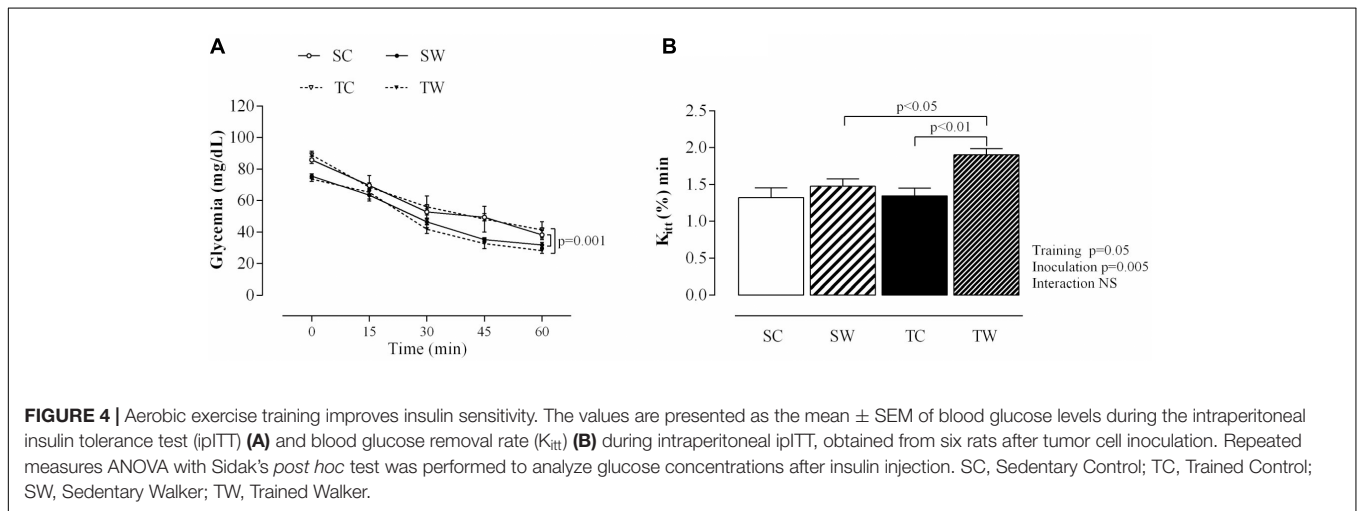 A
SC
SW
TC
TW
120
100
80
60
40
20
0
Glycemia (mg/dL)
p=0.001
0 15 30 45 60
Time (min)
B
p<0.05
p<0.01
2.5
2.0
1.5
1.0
0.5
0.0
Kitt (%) min
Training p=0.05
Inoculation p=0.005
Interaction NS
SC SW TC TW
FIGURE 4 | Aerobic exercise training improves insulin sensitivity. The values are presented as the mean ± SEM of blood glucose levels during the intraperitoneal
insulin tolerance test (ipITT) (A) and blood glucose removal rate (Kitt) (B) during intraperitoneal ipITT, obtained from six rats after tumor cell inoculation. Repeated
measures ANOVA with Sidak's post hoc test was performed to analyze glucose concentrations after insulin injection. SC, Sedentary Control; TC, Trained Control;
SW, Sedentary Walker; TW, Trained Walker.